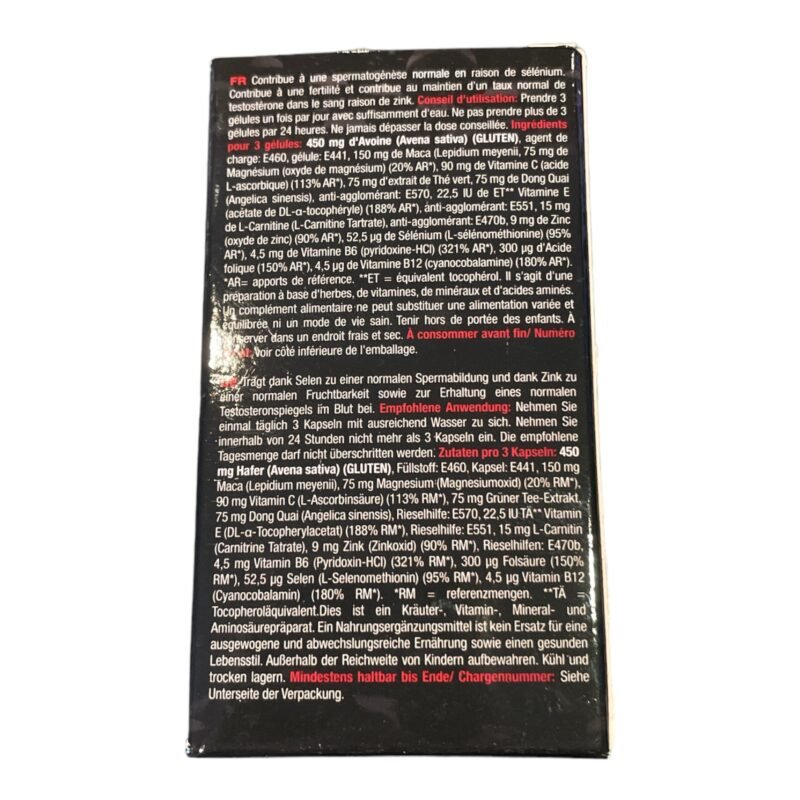 FR Contribue à une spermatogénèse normale en raison de sélénium.
Contribue à une fertilité et contribue au maintien d'un taux normal de
testostérone dans le sang raison de zink. Conseil d'utilisation: Prendre 3
gélules un fois par jour avec suffisamment d'eau. Ne pas prendre plus de 3
gélules par 24 heures. Ne jamais dépasser la dose conseillée. Ingrédients
pour 3 gélules: 450 mg d'Avoine (Avena sativa) (GLUTEN), agent de
charge: E460, gélule: E441, 150 mg de Maca (Lepidium meyenii, 75 mg de
Magnésium (oxyde de magnésium) (20% AR*), 90 mg de Vitamine C (acide
L-ascorbique) (113% AR*), 75 mg d'extrait de Thé vert, 75 mg de Dong Quai
(Angelica sinensis), anti-agglomérant: E570, 22,5 IU de ET** Vitamine E
(acétate de DL-α-tocophéryle) (188% AR*), anti-agglomérant: E551, 15 mg
de L-Carnitine (L-Carnitine Tartrate), anti-agglomérant: E470b, 9 mg de Zinc
(oxyde de zinc) (90% AR*), 52,5 µg de Sélénium (L-sélénométhionine) (95%
AR*), 4,5 mg de Vitamine B6 (pyridoxine-HCl) (321% AR*), 300 µg d'Acide
folique (150% AR*), 4,5 µg de Vitamine B12 (cyanocobalamine) (180% AR*).
*AR= apports de référence. **ET = équivalent tocophérol. Il s'agit d'une
préparation à base d'herbes, de vitamines, de minéraux et d'acides aminés.
Un complément alimentaire ne peut substituer une alimentation variée et
équilibrée ni un mode de vie sain. Tenir hors de portée des enfants. À
conserver dans un endroit frais et sec. À consommer avant fin/ Numéro
voir côté inférieure de l'emballage.
Trägt dank Selen zu einer normalen Spermabildung und dank Zink zu
einer normalen Fruchtbarkeit sowie zur Erhaltung eines normalen
Testosteronspiegels im Blut bei. Empfohlene Anwendung: Nehmen Sie
einmal täglich 3 Kapseln mit ausreichend Wasser zu sich. Nehmen Sie
innerhalb von 24 Stunden nicht mehr als 3 Kapseln ein. Die empfohlene
Tagesmenge darf nicht überschritten werden. Zutaten pro 3 Kapseln: 450
mg Hafer (Avena sativa) (GLUTEN), Füllstoff: E460, Kapsel: E441, 150 mg
Maca (Lepidium meyenii), 75 mg Magnesium (Magnesiumoxid) (20% RM*),
90 mg Vitamin C (L-Ascorbinsäure) (113% RM*), 75 mg Grüner Tee-Extrakt,
75 mg Dong Quai (Angelica sinensis), Rieselhilfe: E570, 22,5 IU TÄ** Vitamin
E (DL-α-Tocopherylacetat) (188% RM*), Rieselhilfe: E551, 15 mg L-Carnitin
(Carnitrine Tatrate), 9 mg Zink (Zinkoxid) (90% RM*), Rieselhilfen: E470b,
4,5 mg Vitamin B6 (Pyridoxin-HCl) (321% RM*), 300 µg Folsäure (150%
RM*), 52,5 µg Selen (L-Selenomethionin) (95% RM*), 4,5 µg Vitamin B12
(Cyanocobalamin) (180% RM*). *RM = referenzmengen. **TÄ =
Tocopheroläquivalent.Dies ist ein Kräuter-, Vitamin-, Mineral- und
Aminosäurepräparat. Ein Nahrungsergänzungsmittel ist kein Ersatz für eine
ausgewogene und abwechslungsreiche Ernährung sowie einen gesunden
Lebensstil. Außerhalb der Reichweite von Kindern aufbewahren. Kühl und
trocken lagern. Mindestens haltbar bis Ende/ Chargennummer: Siehe
Unterseite der Verpackung.